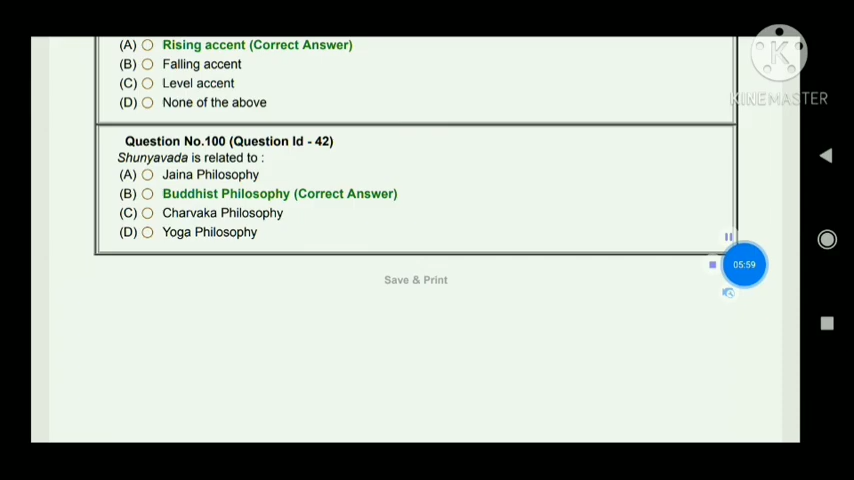 (A) Rising accent (Correct Answer)
(B) Falling accent
(C) Level accent
(D) None of the above
Question No.100 (Question Id - 42)
Shunyavada is related to :
(A) Jaina Philosophy
(B) Buddhist Philosophy (Correct Answer)
(C) Charvaka Philosophy
(D) Yoga Philosophy
Save & Print
05:59
K
KINEMASTER